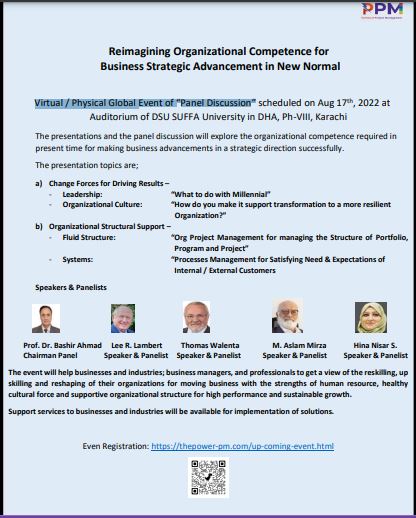 PPM
Reimagining Organizational Competence for
Business Strategic Advancement in New Normal
Virtual / Physical Global Event of "Panel Discussion" scheduled on Aug 17th, 2022 at
Auditorium of DSU SUFFA University in DHA, Ph-VIII, Karachi
The presentations and the panel will explore the organizational competence required in
present time for making business advancements in a strategic direction successfully.
The presentation topics are;
a) Change Forces for Driving Results –
- Leadership: "What to do with Millennial"
- Organizational Culture: "How do you make it support transformation to a more resilient
Organization?"
b) Organizational Structural Support –
- Fluid Structure: "Org Project Management for managing the Structure of Portfolio,
Program and Project"
- Systems: "Processes Management for Satisfying Need & Expectations of
Internal / External Customers
Speakers & Panelists
Prof. Dr. Bashir Ahmad Lee R. Lambert Thomas Walenta M. Aslam Mirza Hina Nisar S.
Chairman Panel Speaker & Panelist Speaker & Panelist Speaker & Panelist Speaker & Panelist
The event will help businesses and industries; business managers, and professionals to get a view of the reskilling, up
skilling and reshaping of their organizations for moving business with the strengths of human resource, healthy
cultural force and supportive organizational structure for high performance and sustainable growth.
Support services to businesses and industries will be available for implementation of solutions.
Even Registration: https://thepower-pm.com/up-coming-event.html